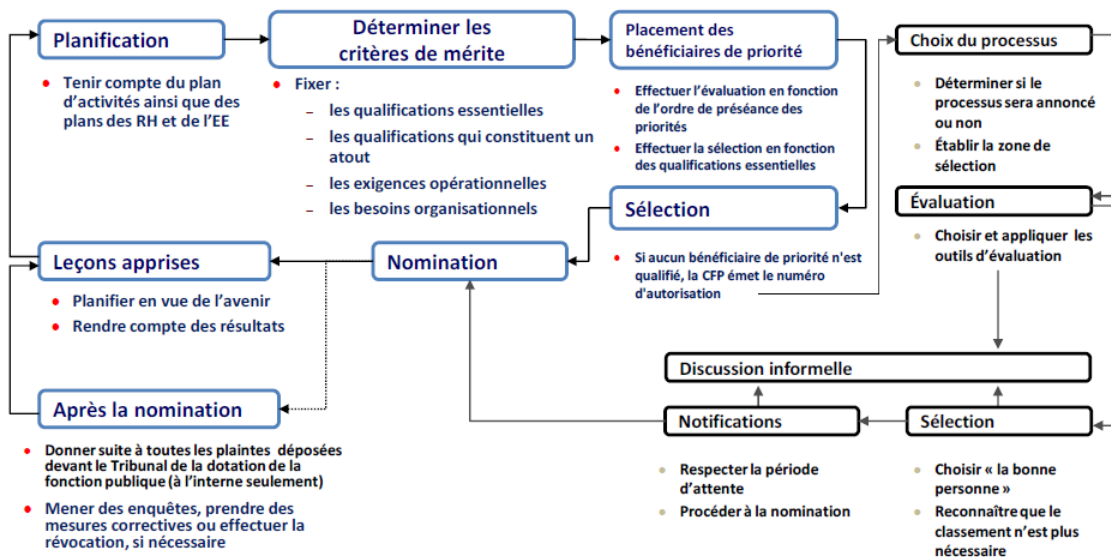 Planification
Tenir compte du plan
d'activités ainsi que des
plans des RH et de l'EE
Déterminer les
critères de mérite
Fixer :
– les qualifications essentielles
– les qualifications qui constituent un
atout
– les exigences opérationnelles
– les besoins organisationnels
Placement des
bénéficiaires de priorité
Effectuer l'évaluation en fonction
de l'ordre de préséance des
priorités
Effectuer la sélection en fonction
des qualifications essentielles
Sélection
Si aucun bénéficiaire de priorité n'est
qualifié, la CFP émet le numéro
d'autorisation
Choix du processus
Déterminer si le
processus sera annoncé
ou non
Établir la zone de
sélection
Évaluation
Choisir et appliquer les
outils d'évaluation
Discussion informelle
Sélection
Choisir « la bonne
personne »
Reconnaître que le
classement n'est plus
nécessaire
Notifications
Respecter la période
d'attente
Procéder à la nomination
Nomination
Leçons apprises
Planifier en vue de l'avenir
Rendre compte des résultats
Après la nomination
Donner suite à toutes les plaintes déposées
devant le Tribunal de la dotation de la
fonction publique (à l'interne seulement)
Mener des enquêtes, prendre des
mesures correctives ou effectuer la
révocation, si nécessaire